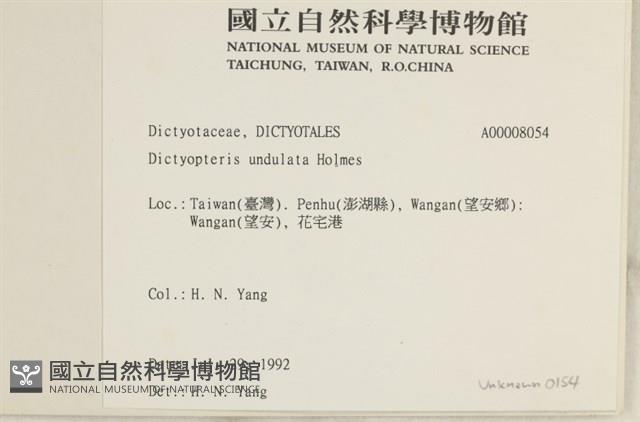 國立自然科學博物館
NATIONAL MUSEUM OF NATURAL SCIENCE
TAICHUNG, TAIWAN, R.O.CHINA
Dictyotaceae, DICTYOTALES A00008054
Dictyopteris undulata Holmes
Loc.: Taiwan(臺灣). Penhu(澎湖縣), Wangan(望安鄉):
Wangan(望安), 花宅港
Col.: H. N. Yang
29, 1992
國立自然科學博物館
NATIONAL MUSEUM OF NATURAL SCIENCE
Det.: H. N. Yang
Unknown 0154